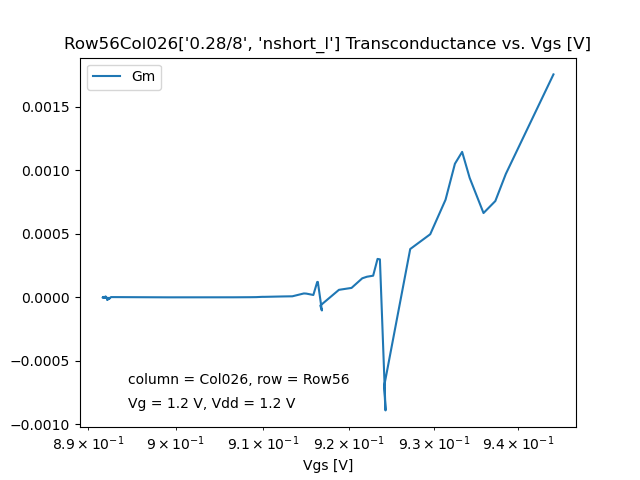 Row56Col026['0.28/8', 'nshort_l'] Transconductance vs. Vgs [V]
Gm
0.0015
0.0010
0.0005
0.0000
−0.0005
−0.0010
column = Col026, row = Row56
Vg = 1.2 V, Vdd = 1.2 V
8.9 × 10⁻¹ 9 × 10⁻¹ 9.1 × 10⁻¹ 9.2 × 10⁻¹ 9.3 × 10⁻¹ 9.4 × 10⁻¹
Vgs [V]